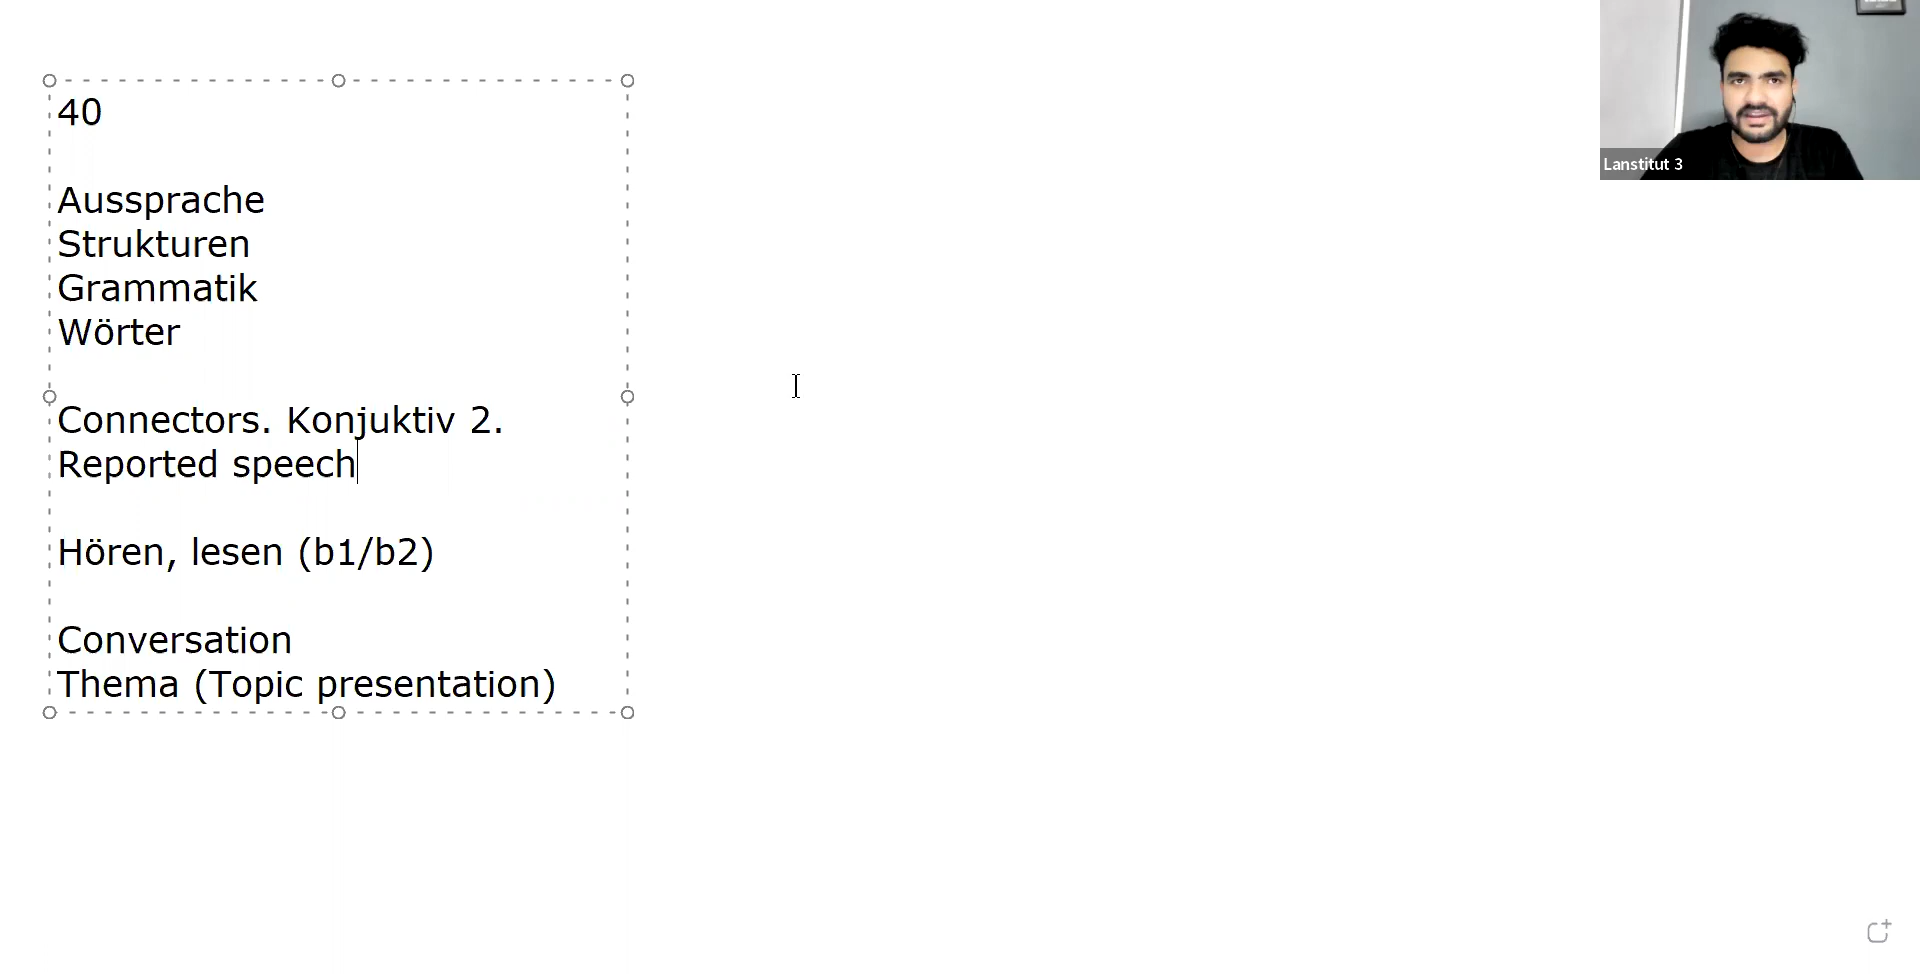 40
Aussprache
Strukturen
Grammatik
Wörter
Connectors. Konjuktiv 2.
Reported speech
Hören, lesen (b1/b2)
Conversation
Thema (Topic presentation)
Lanstitut 3